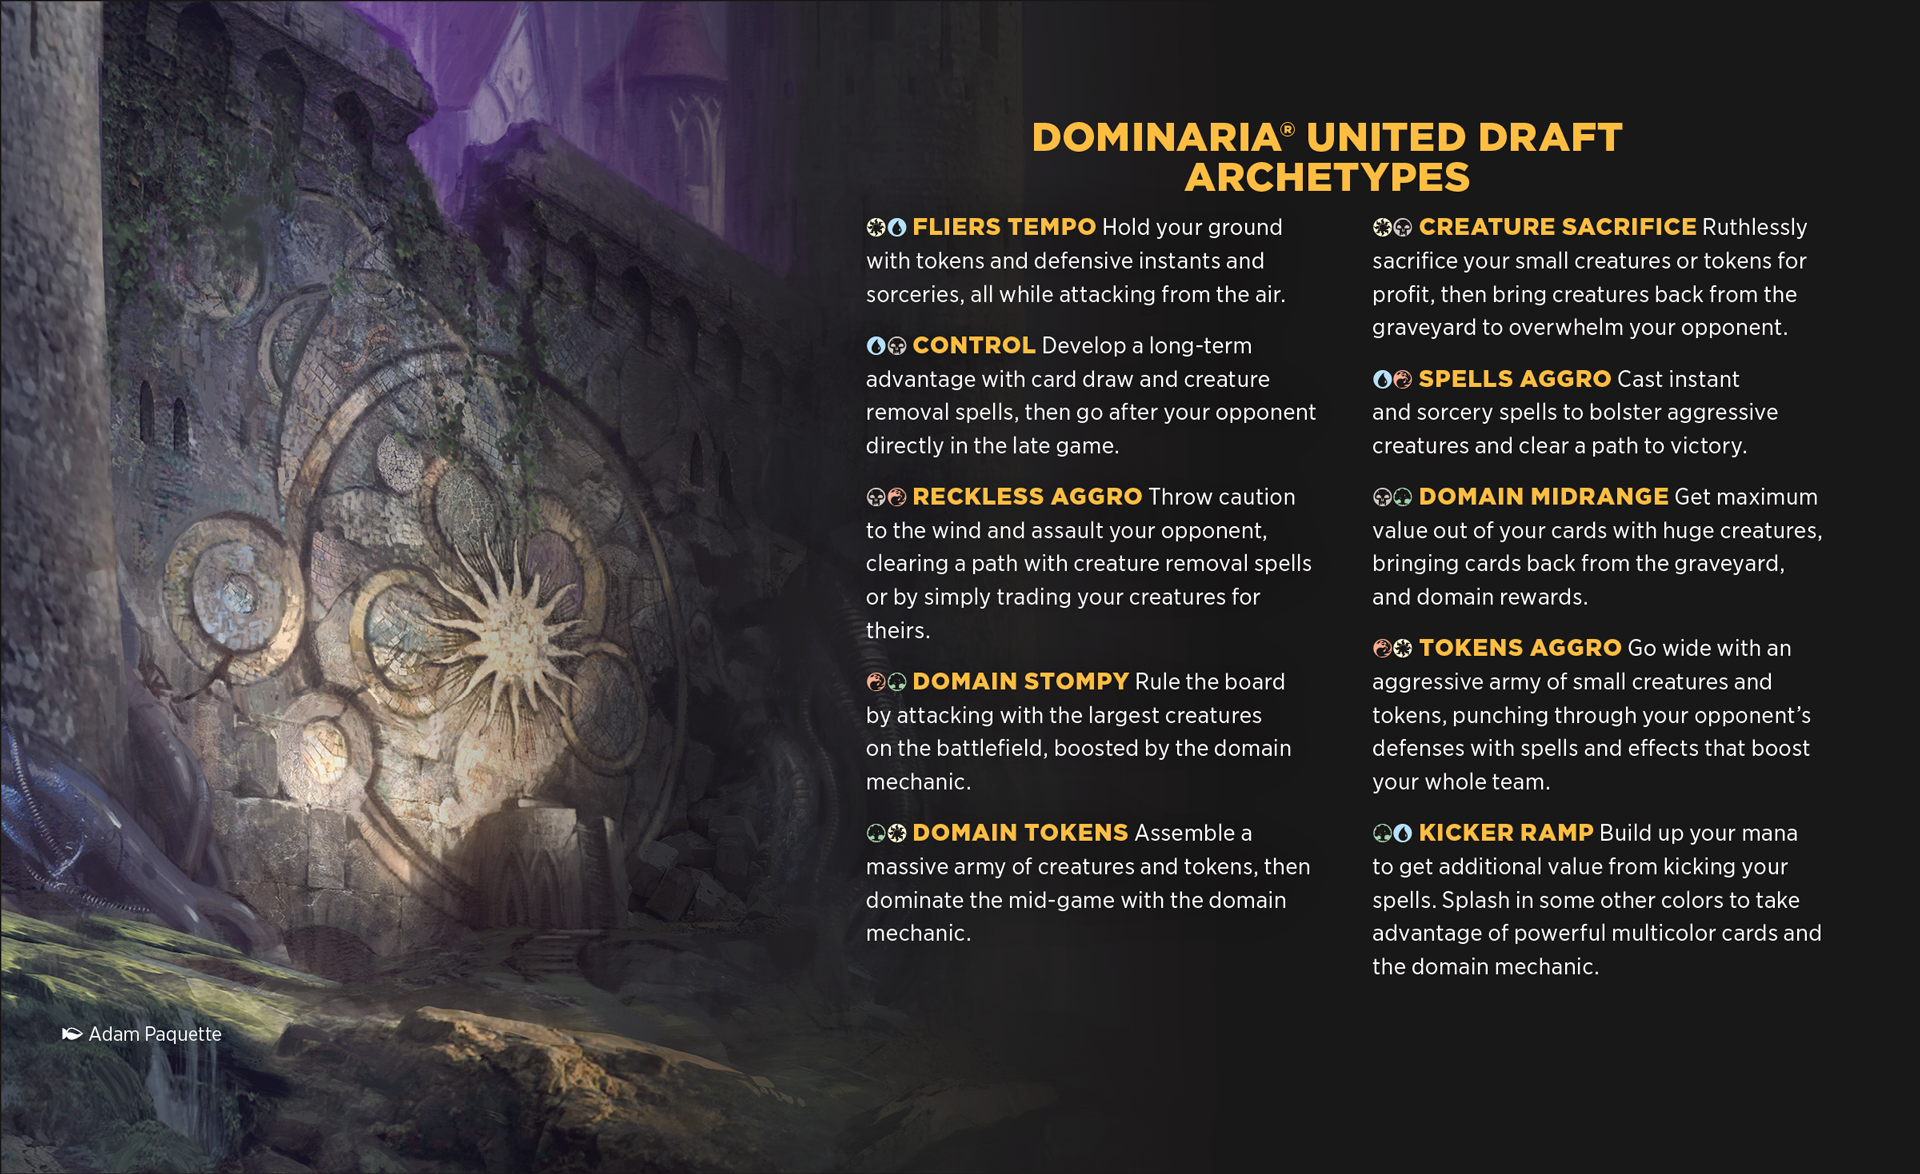 DOMINARIA® UNITED DRAFT
ARCHETYPES
FLIERS TEMPO Hold your ground
with tokens and defensive instants and
sorceries, all while attacking from the air.
CONTROL Develop a long-term
advantage with card draw and creature
removal spells, then go after your opponent
directly in the late game.
RECKLESS AGGRO Throw caution
to the wind and assault your opponent,
clearing a path with creature removal spells
or by simply trading your creatures for
theirs.
DOMAIN STOMPY Rule the board
by attacking with the largest creatures
on the battlefield, boosted by the domain
mechanic.
DOMAIN TOKENS Assemble a
massive army of creatures and tokens, then
dominate the mid-game with the domain
mechanic.
CREATURE SACRIFICE Ruthlessly
sacrifice your small creatures or tokens for
profit, then bring creatures back from the
graveyard to overwhelm your opponent.
SPELLS AGGRO Cast instant
and sorcery spells to bolster aggressive
creatures and clear a path to victory.
DOMAIN MIDRANGE Get maximum
value out of your cards with huge creatures,
bringing cards back from the graveyard,
and domain rewards.
TOKENS AGGRO Go wide with an
aggressive army of small creatures and
tokens, punching through your opponent's
defenses with spells and effects that boost
your whole team.
KICKER RAMP Build up your mana
to get additional value from kicking your
spells. Splash in some other colors to take
advantage of powerful multicolor cards and
the domain mechanic.
Adam Paquette